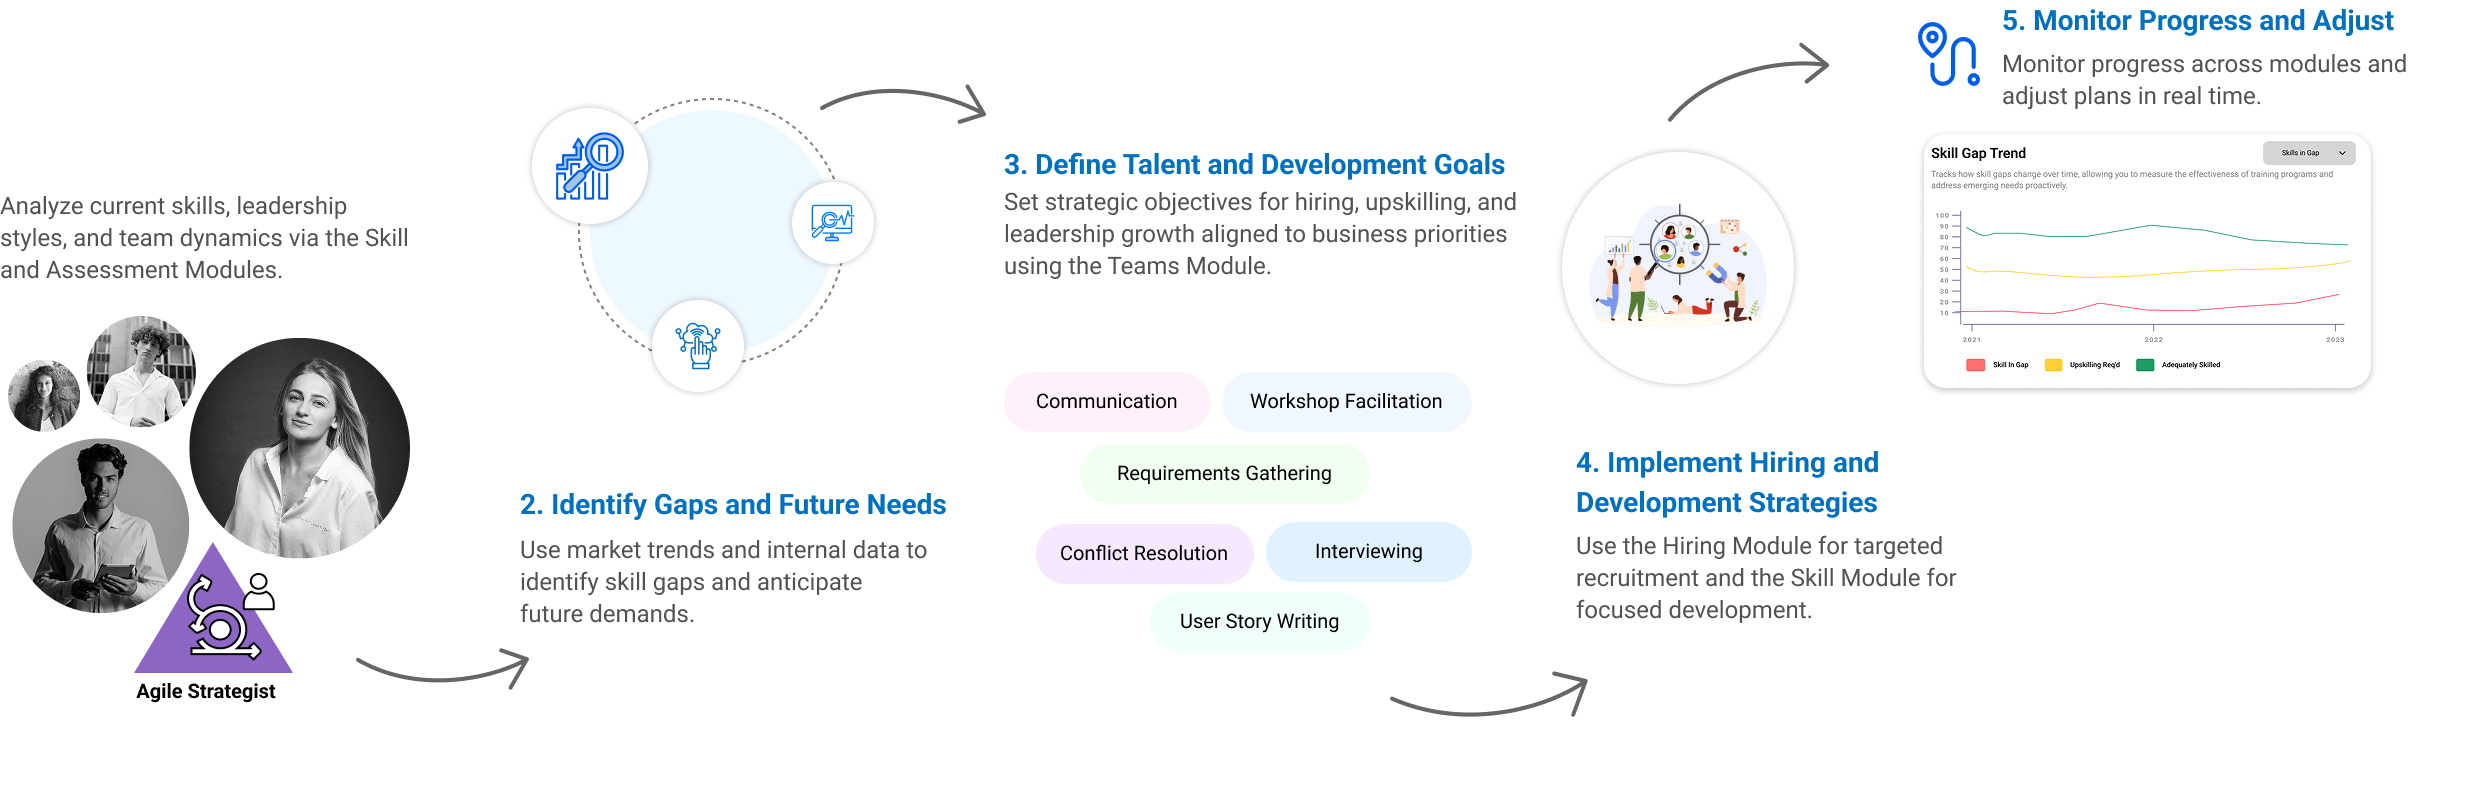 Analyze current skills, leadership
styles, and team dynamics via the Skill
and Assessment Modules.
Agile Strategist
2. Identify Gaps and Future Needs
Use market trends and internal data to
identify skill gaps and anticipate
future demands.
3. Define Talent and Development Goals
Set strategic objectives for hiring, upskilling, and
leadership growth aligned to business priorities
using the Teams Module.
Communication
Workshop Facilitation
Requirements Gathering
Conflict Resolution
Interviewing
User Story Writing
4. Implement Hiring and
Development Strategies
Use the Hiring Module for targeted
recruitment and the Skill Module for
focused development.
5. Monitor Progress and Adjust
Monitor progress across modules and
adjust plans in real time.
Skill Gap Trend
Skills in Gap
Tracks how skill gaps change over time, allowing you to measure the effectiveness of training programs and
address emerging needs proactively.
100
90
80
70
60
50
40
30
20
10
2021
2022
2023
Skill In Gap
Upskilling Req'd
Adequately Skilled